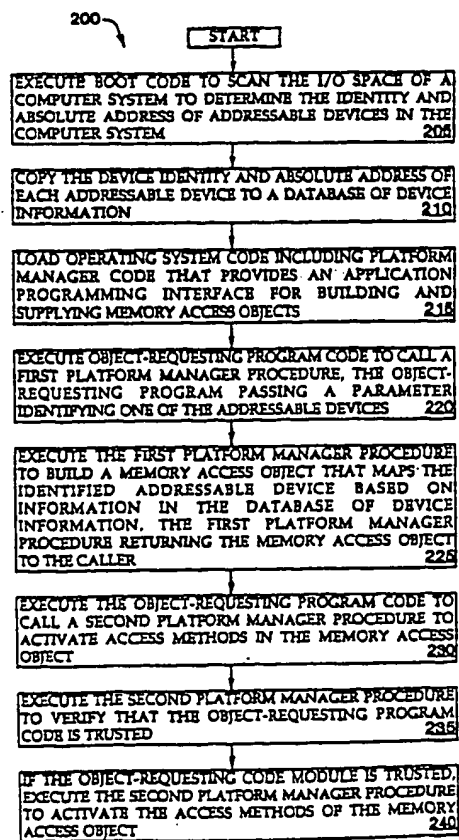 200
START
EXECUTE BOOT CODE TO SCAN THE I/O SPACE OF A
COMPUTER SYSTEM TO DETERMINE THE IDENTITY AND
ABSOLUTE ADDRESS OF ADDRESSABLE DEVICES IN THE
COMPUTER SYSTEM 205
COPY THE DEVICE IDENTITY AND ABSOLUTE ADDRESS OF
EACH ADDRESSABLE DEVICE TO A DATABASE OF DEVICE
INFORMATION 210
LOAD OPERATING SYSTEM CODE INCLUDING PLATFORM
MANAGER CODE THAT PROVIDES AN APPLICATION
PROGRAMMING INTERFACE FOR BUILDING AND
SUPPLYING MEMORY ACCESS OBJECTS 215
EXECUTE OBJECT-REQUESTING PROGRAM CODE TO CALL A
FIRST PLATFORM MANAGER PROCEDURE, THE OBJECT-
REQUESTING PROGRAM PASSING A PARAMETER
IDENTIFYING ONE OF THE ADDRESSABLE DEVICES 220
EXECUTE THE FIRST PLATFORM MANAGER PROCEDURE
TO BUILD A MEMORY ACCESS OBJECT THAT MAPS THE
IDENTIFIED ADDRESSABLE DEVICE BASED ON
INFORMATION IN THE DATABASE OF DEVICE
INFORMATION, THE FIRST PLATFORM MANAGER
PROCEDURE RETURNING THE MEMORY ACCESS OBJECT
TO THE CALLER 225
EXECUTE THE OBJECT-REQUESTING PROGRAM CODE TO
CALL A SECOND PLATFORM MANAGER PROCEDURE TO
ACTIVATE ACCESS METHODS IN THE MEMORY ACCESS
OBJECT 230
EXECUTE THE SECOND PLATFORM MANAGER PROCEDURE
TO VERIFY THAT THE OBJECT-REQUESTING PROGRAM
CODE IS TRUSTED 235
IF THE OBJECT-REQUESTING CODE MODULE IS TRUSTED,
EXECUTE THE SECOND PLATFORM MANAGER PROCEDURE
TO ACTIVATE THE ACCESS METHODS OF THE MEMORY
ACCESS OBJECT 240